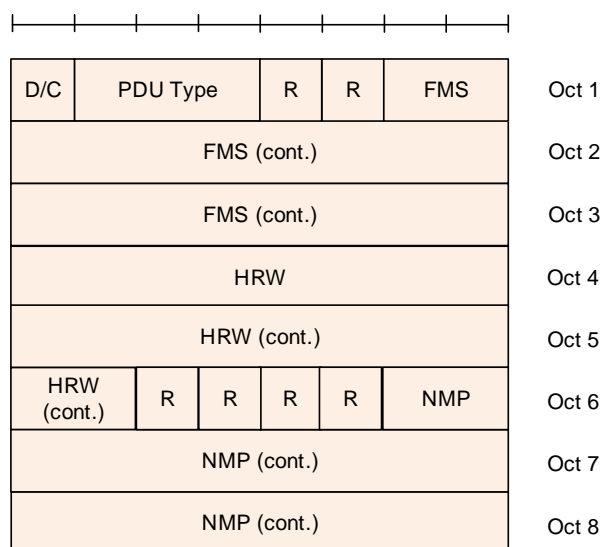 D/C PDU Type R R FMS Oct 1
FMS (cont.) Oct 2
FMS (cont.) Oct 3
HRW Oct 4
HRW (cont.) Oct 5
HRW (cont.) R R R R NMP Oct 6
NMP (cont.) Oct 7
NMP (cont.) Oct 8